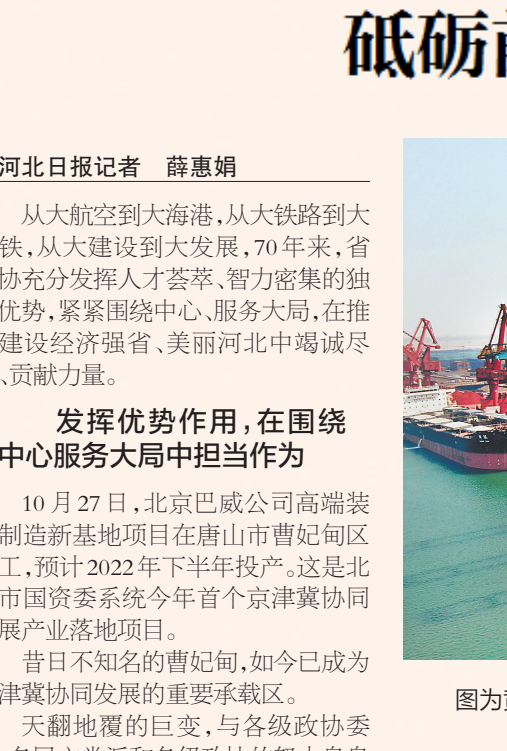 砥砺
河北日报记者 薛惠娟
从大航空到大海港,从大铁路到大
铁,从大建设到大发展,70年来,省
协充分发挥人才荟萃、智力密集的独
优势,紧紧围绕中心、服务大局,在推
建设经济强省、美丽河北中竭诚尽
、贡献力量。
发挥优势作用,在围绕
中心服务大局中担当作为
10月27日,北京巴威公司高端装
制造新基地项目在唐山市曹妃甸区
工,预计2022年下半年投产。这是北
市国资委系统今年首个京津冀协同
展产业落地项目。
昔日不知名的曹妃甸,如今已成为
津冀协同发展的重要承载区。
天翻地覆的巨变,与各级政协委
图为